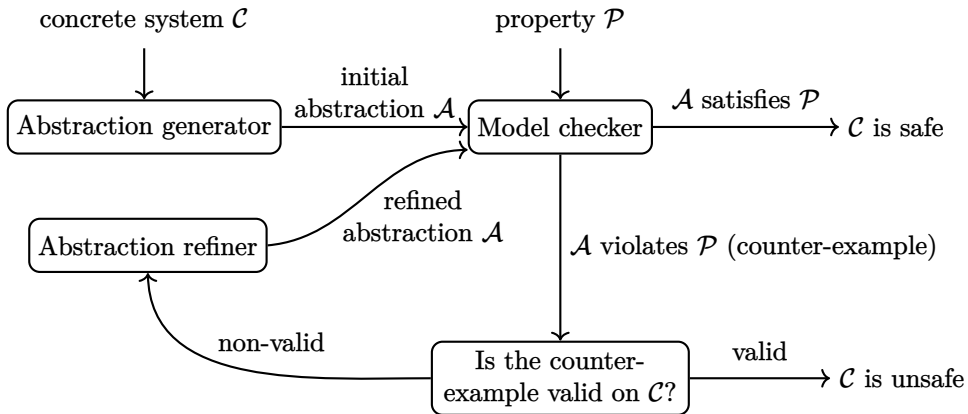 concrete system 𝒞
property 𝒫
initial
abstraction 𝒜
𝒜 satisfies 𝒫
Abstraction generator
Model checker
𝒞 is safe
refined
abstraction 𝒜
Abstraction refiner
𝒜 violates 𝒫 (counter-example)
non-valid
Is the counter-
example valid on 𝒞?
valid
𝒞 is unsafe